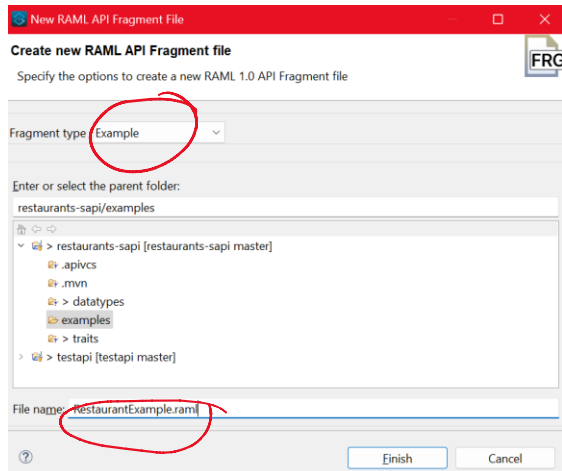 New RAML API Fragment File
Create new RAML API Fragment file
Specify the options to create a new RAML 1.0 API Fragment file
FRG
Fragment type Example
Enter or select the parent folder:
restaurants-sapi/examples
> restaurants-sapi [restaurants-sapi master]
.apivcs
.mvn
> datatypes
examples
> traits
> testapi [testapi master]
File name: RestaurantExample.raml
Finish Cancel